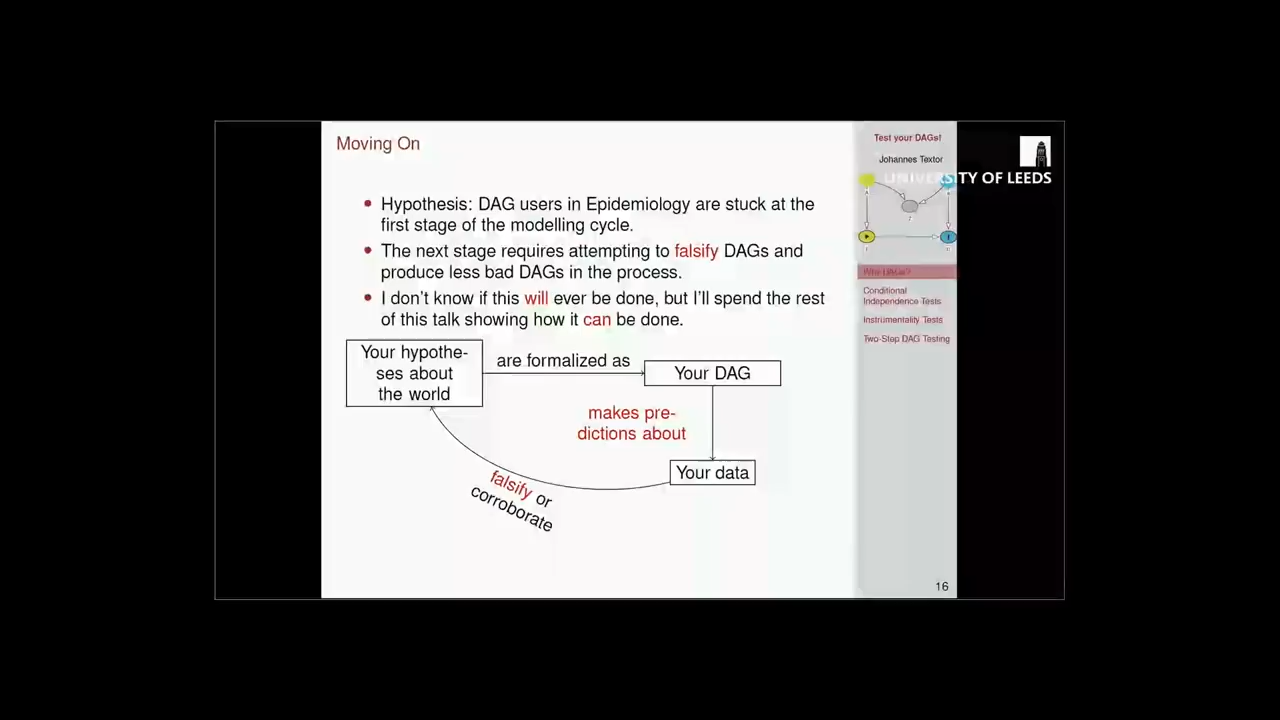 Moving On
Hypothesis: DAG users in Epidemiology are stuck at the
first stage of the modelling cycle.
The next stage requires attempting to falsify DAGs and
produce less bad DAGs in the process.
I don't know if this will ever be done, but I'll spend the rest
of this talk showing how it can be done.
Your hypothe-
ses about
the world
are formalized as
Your DAG
makes pre-
dictions about
Your data
falsify or
corroborate
Test your DAGs!
Johannes Textor
UNIVERSITY OF LEEDS
Why DAGs?
Conditional
Independence Tests
Instrumentality Tests
Two-Step DAG Testing
16